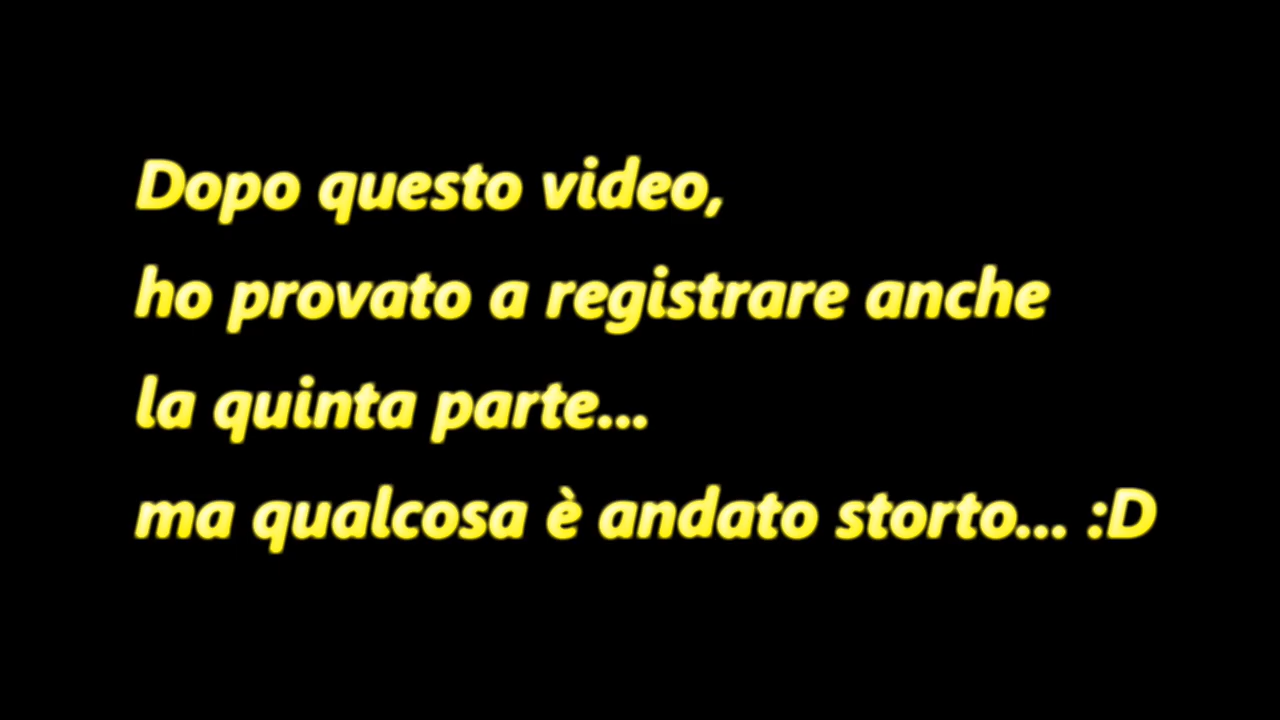 Dopo questo video,
ho provato a registrare anche
la quinta parte...
ma qualcosa è andato storto... :D